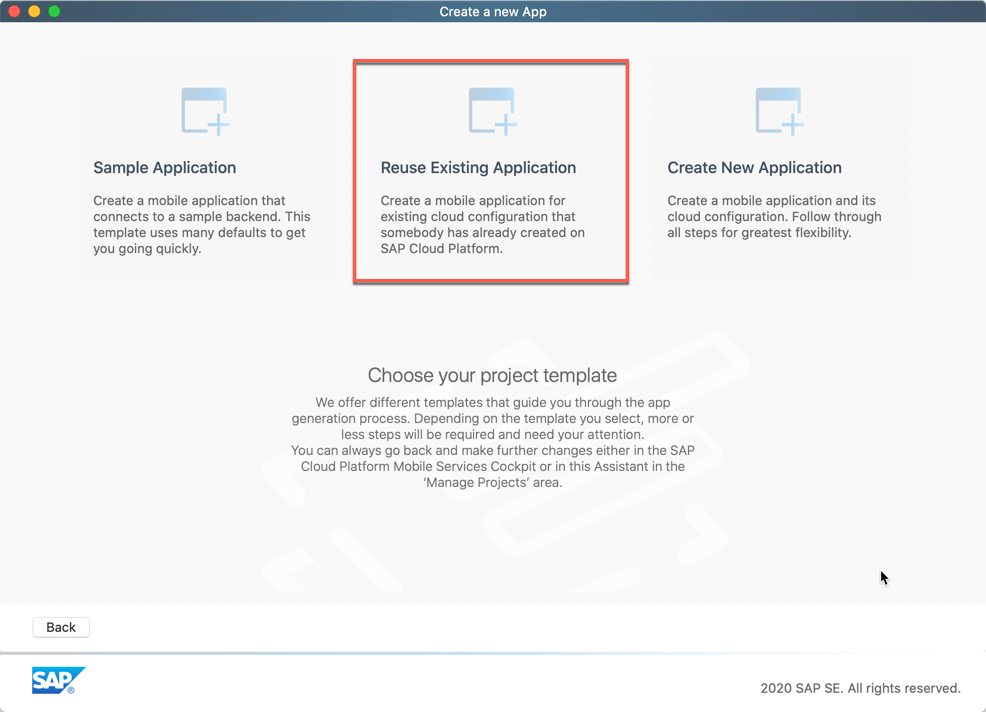 Create a new App
Sample Application
Create a mobile application that
connects to a sample backend. This
template uses many defaults to get
you going quickly.
Reuse Existing Application
Create a mobile application for
existing cloud configuration that
somebody has already created on
SAP Cloud Platform.
Create New Application
Create a mobile application and its
cloud configuration. Follow through
all steps for greatest flexibility.
Choose your project template
We offer different templates that guide you through the app
generation process. Depending on the template you select, more or
less steps will be required and need your attention.
You can always go back and make further changes either in the SAP
Cloud Platform Mobile Services Cockpit or in this Assistant in the
‘Manage Projects’ area.
Back
SAP®
2020 SAP SE. All rights reserved.